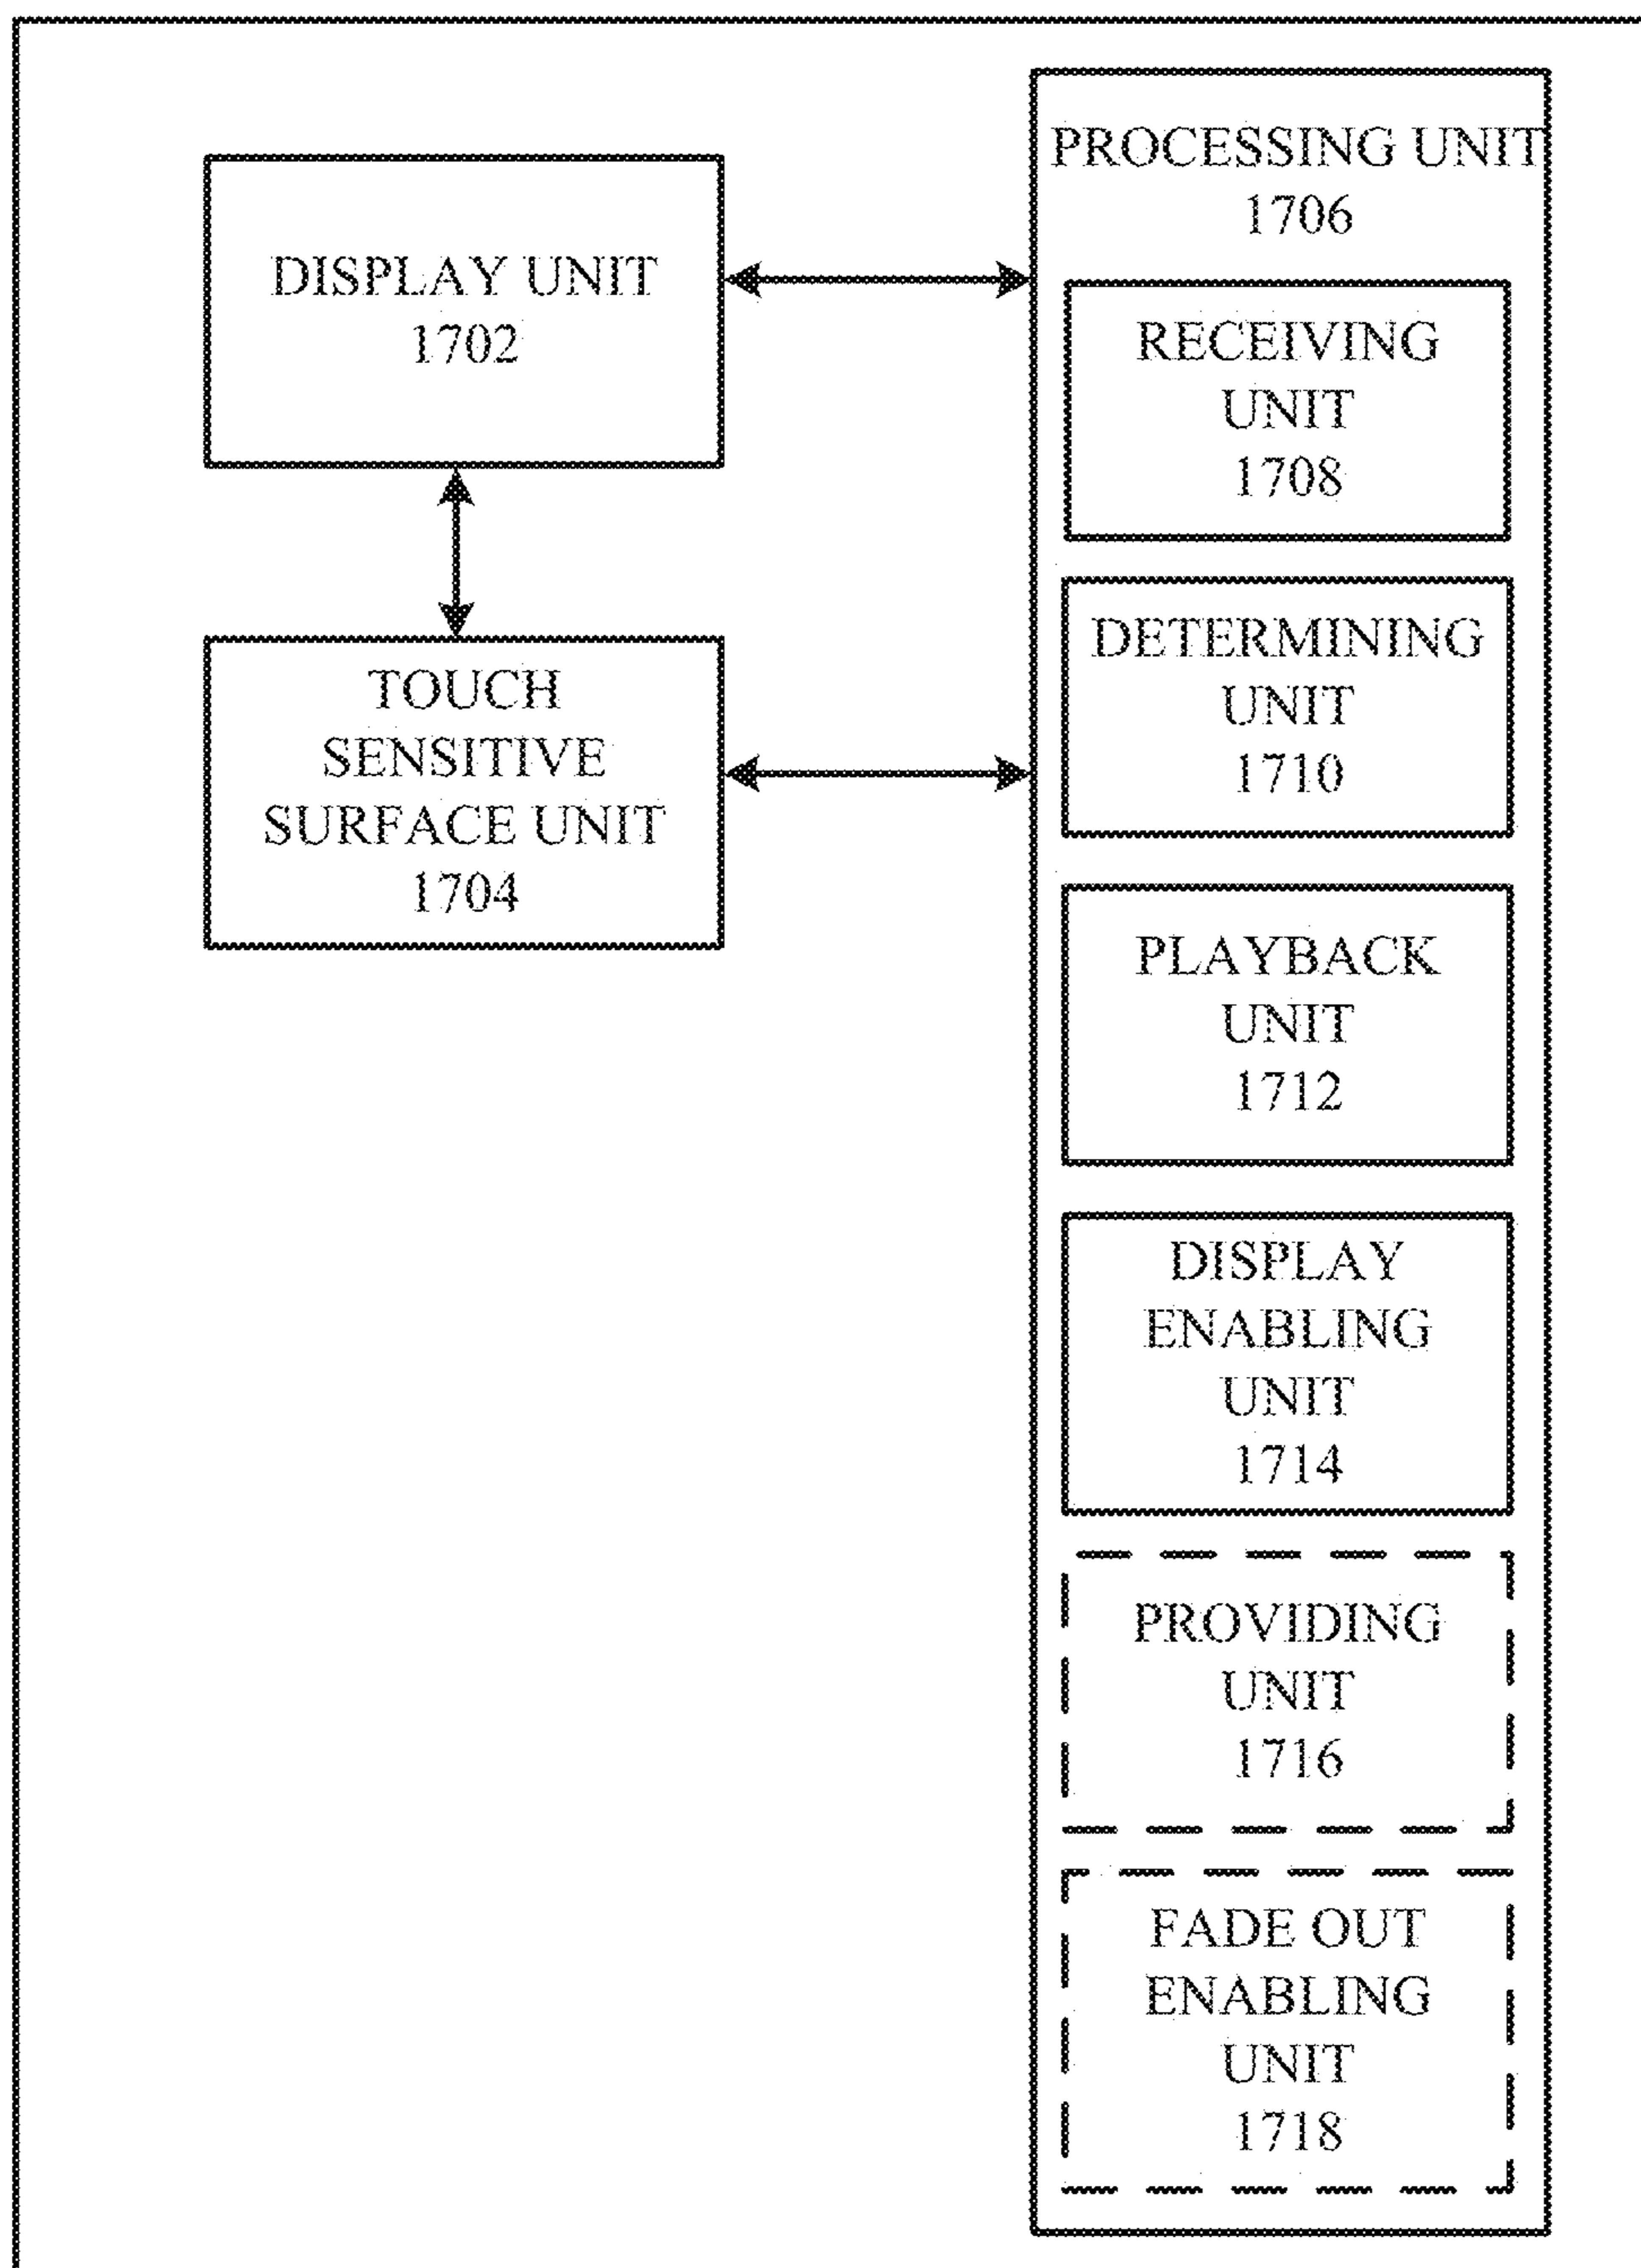 DISPLAY UNIT
1702
TOUCH
SENSITIVE
SURFACE UNIT
1704
PROCESSING UNIT
1706
RECEIVING
UNIT
1708
DETERMINING
UNIT
1710
PLAYBACK
UNIT
1712
DISPLAY
ENABLING
UNIT
1714
PROVIDING
UNIT
1716
FADE OUT
ENABLING
UNIT
1718